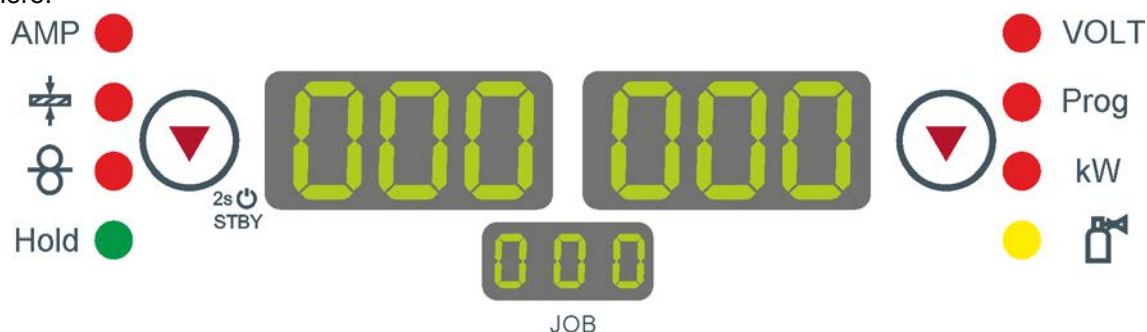 AMP
VOLT
000 000
Prog
kW
2s
STBY
Hold
000
JOB